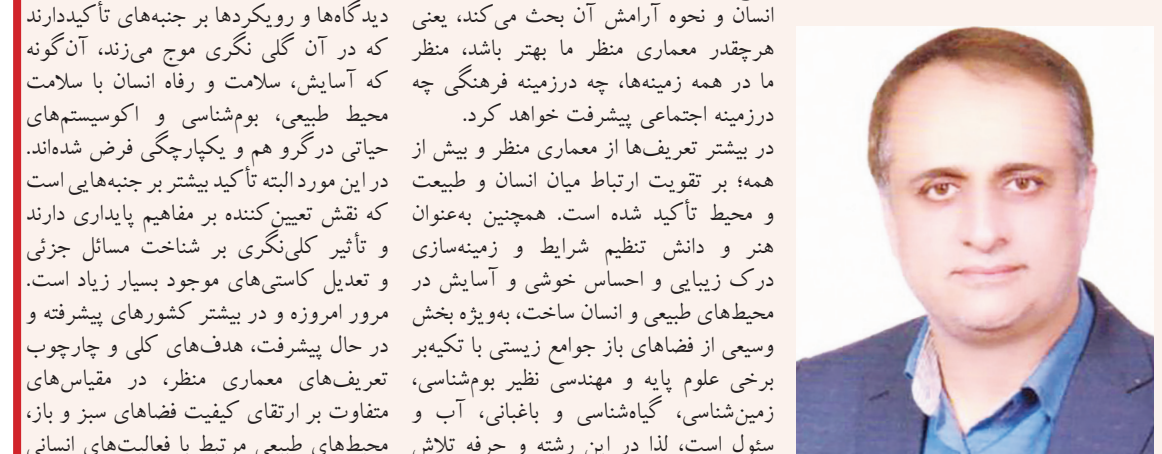 انسان و نحوه آرامش آن بحث می‌کند، یعنی
هرچقدر معماری منظر ما بهتر باشد، منظر
ما در همه زمینه‌ها، چه درزمینه فرهنگی چه
درزمینه اجتماعی پیشرفت خواهد کرد.
در بیشتر تعریف‌ها از معماری منظر و بیش از
همه؛ بر تقویت ارتباط میان انسان و طبیعت
و محیط تأکید شده است. همچنین به‌عنوان
هنر و دانش تنظیم شرایط و زمینه‌سازی
درک زیبایی و احساس خوشی و آسایش در
محیط‌های طبیعی و انسان ساخت، به‌ویژه بخش
وسیعی از فضاهای باز جوامع زیستی با تکیه‌بر
برخی علوم پایه و مهندسی نظیر بوم‌شناسی،
زمین‌شناسی، گیاه‌شناسی و باغبانی، آب و
سئول است، لذا در این رشته و حرفه تلاش
دیدگاه‌ها و رویکردها بر جنبه‌های تأکیددارند
که در آن گلی نگری موج می‌زند، آن‌گونه
که آسایش، سلامت و رفاه انسان با سلامت
محیط طبیعی، بوم‌شناسی و اکوسیستم‌های
حیاتی در گرو هم و یکپارچگی فرض شده‌اند.
در این مورد البته تأکید بیشتر بر جنبه‌هایی است
که نقش تعیین‌کننده بر مفاهیم پایداری دارند
و تأثیر کلی‌نگری بر شناخت مسائل جزئی
و تعدیل کاستی‌های موجود بسیار زیاد است.
مرور امروزه و در بیشتر کشورهای پیشرفته و
در حال پیشرفت، هدف‌های کلی و چارچوب
تعریف‌های معماری منظر، در مقیاس‌های
متفاوت بر ارتقای کیفیت فضاهای سبز و باز،
محیط‌های طبیعی مرتبط با فعالیت‌های انسانی